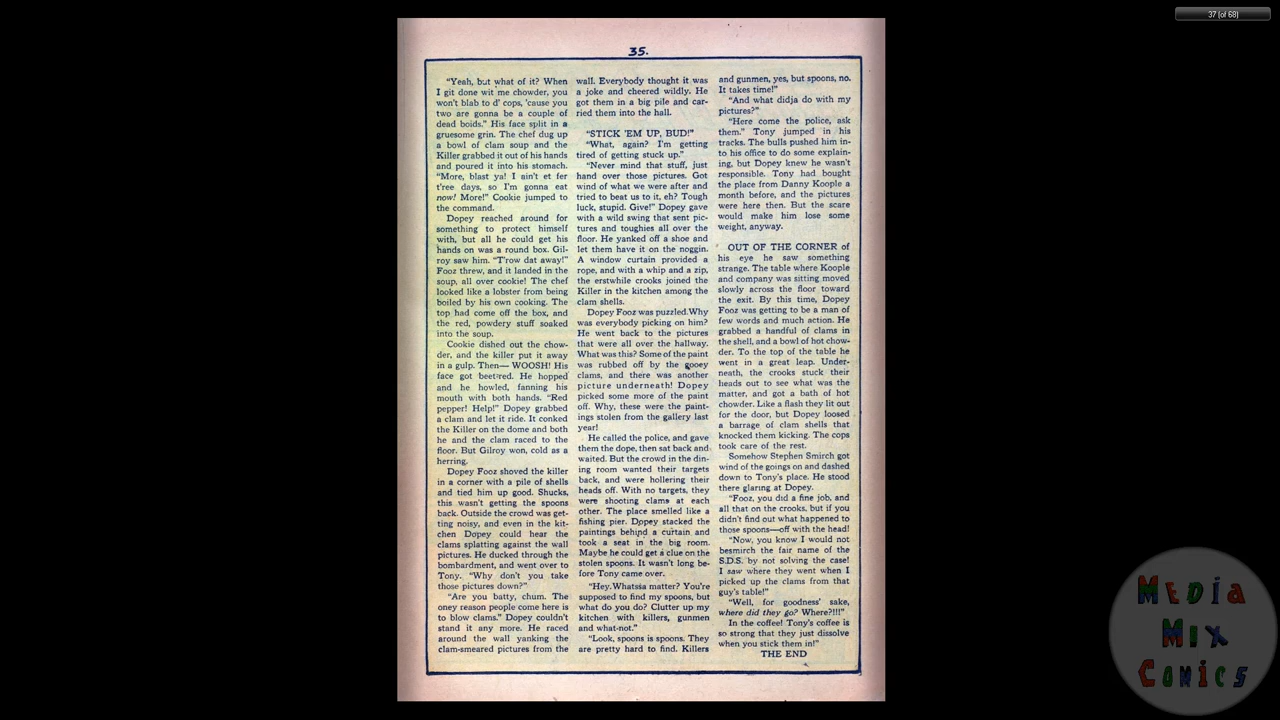 37 (of 68)
35.
"Yeah, but what of it? When
I git done wit me chowder, you
won't blab to d' cops, 'cause you
two are gonna be a couple of
dead boids." His face split in a
gruesome grin. The chef dug up
a bowl of clam soup and the
Killer grabbed it out of his hands
and poured it into his stomach.
"More, blast ya! I ain't et fer
t'ree days, so I'm gonna eat
now! More!" Cookie jumped to
the command.
Dopey reached around for
something to protect himself
with, but all he could get his
hands on was a round box. Gil-
roy saw him. "T'row dat away!"
Fooz threw, and it landed in the
soup, all over cookie! The chef
looked like a lobster from being
boiled by his own cooking. The
top had come off the box, and
the red, powdery stuff soaked
into the soup.
Cookie dished out the chow-
der, and the killer put it away
in a gulp. Then— WOOSH! His
face got beet-red. He hopped
and he howled, fanning his
mouth with both hands. "Red
pepper! Help!" Dopey grabbed
a clam and let it ride. It conked
the Killer on the dome and both
he and the clam raced to the
floor. But Gilroy won, cold as a
herring.
Dopey Fooz shoved the killer
in a corner with a pile of shells
and tied him up good. Shucks,
this wasn't getting the spoons
back. Outside the crowd was get-
ting noisy, and even in the kit-
chen Dopey could hear the
clams splatting against the wall
pictures. He ducked through the
bombardment, and went over to
Tony. "Why don't you take
those pictures down?"
"Are you batty, chum. The
oney reason people come here is
to blow clams." Dopey couldn't
stand it any more. He raced
around the wall yanking the
clam-smeared pictures from the
wall. Everybody thought it was
a joke and cheered wildly. He
got them in a big pile and car-
ried them into the hall.
"STICK 'EM UP, BUD!"
"What, again? I'm getting
tired of getting stuck up."
"Never mind that stuff, just
hand over those pictures. Got
wind of what we were after and
tried to beat us to it, eh? Tough
luck, stupid. Give!" Dopey gave
with a wild swing that sent pic-
tures and toughies all over the
floor. He yanked off a shoe and
let them have it on the noggin.
A window curtain provided a
rope, and with a whip and a zip,
the erstwhile crooks joined the
Killer in the kitchen among the
clam shells.
Dopey Fooz was puzzled.Why
was everybody picking on him?
He went back to the pictures
that were all over the hallway.
What was this? Some of the paint
was rubbed off by the gooey
clams, and there was another
picture underneath! Dopey
picked some more of the paint
off. Why, these were the paint-
ings stolen from the gallery last
year!
He called the police, and gave
them the dope, then sat back and
waited. But the crowd in the din-
ing room wanted their targets
back, and were hollering their
heads off. With no targets, they
were shooting clams at each
other. The place smelled like a
fishing pier. Dopey stacked the
paintings behind a curtain and
took a seat in the big room.
Maybe he could get a clue on the
stolen spoons. It wasn't long be-
fore Tony came over.
"Hey.Whatssa matter? You're
supposed to find my spoons, but
what do you do? Clutter up my
kitchen with killers, gunmen
and what-not."
"Look, spoons is spoons. They
are pretty hard to find. Killers
and gunmen, yes, but spoons, no.
It takes time!"
"And what didja do with my
pictures?"
"Here come the police, ask
them." Tony jumped in his
tracks. The bulls pushed him in-
to his office to do some explain-
ing, but Dopey knew he wasn't
responsible. Tony had bought
the place from Danny Koople a
month before, and the pictures
were here then. But the scare
would make him lose some
weight, anyway.
OUT OF THE CORNER of
his eye he saw something
strange. The table where Koople
and company was sitting moved
slowly across the floor toward
the exit. By this time, Dopey
Fooz was getting to be a man of
few words and much action. He
grabbed a handful of clams in
the shell, and a bowl of hot chow-
der. To the top of the table he
went in a great leap. Under-
neath, the crooks stuck their
heads out to see what was the
matter, and got a bath of hot
chowder. Like a flash they lit out
for the door, but Dopey loosed
a barrage of clam shells that
knocked them kicking. The cops
took care of the rest.
Somehow Stephen Smirch got
wind of the goings on and dashed
down to Tony's place. He stood
there glaring at Dopey.
"Fooz, you did a fine job, and
all that on the crooks, but if you
didn't find out what happened to
those spoons—off with the head!
"Now, you know I would not
besmirch the fair name of the
S.D.S. by not solving the case!
I saw where they went when I
picked up the clams from that
guy's table!"
"Well, for goodness' sake,
where did they go? Where?!!!"
In the coffee! Tony's coffee is
so strong that they just dissolve
when you stick them in!"
THE END
MEDia
MiX
COMiCS